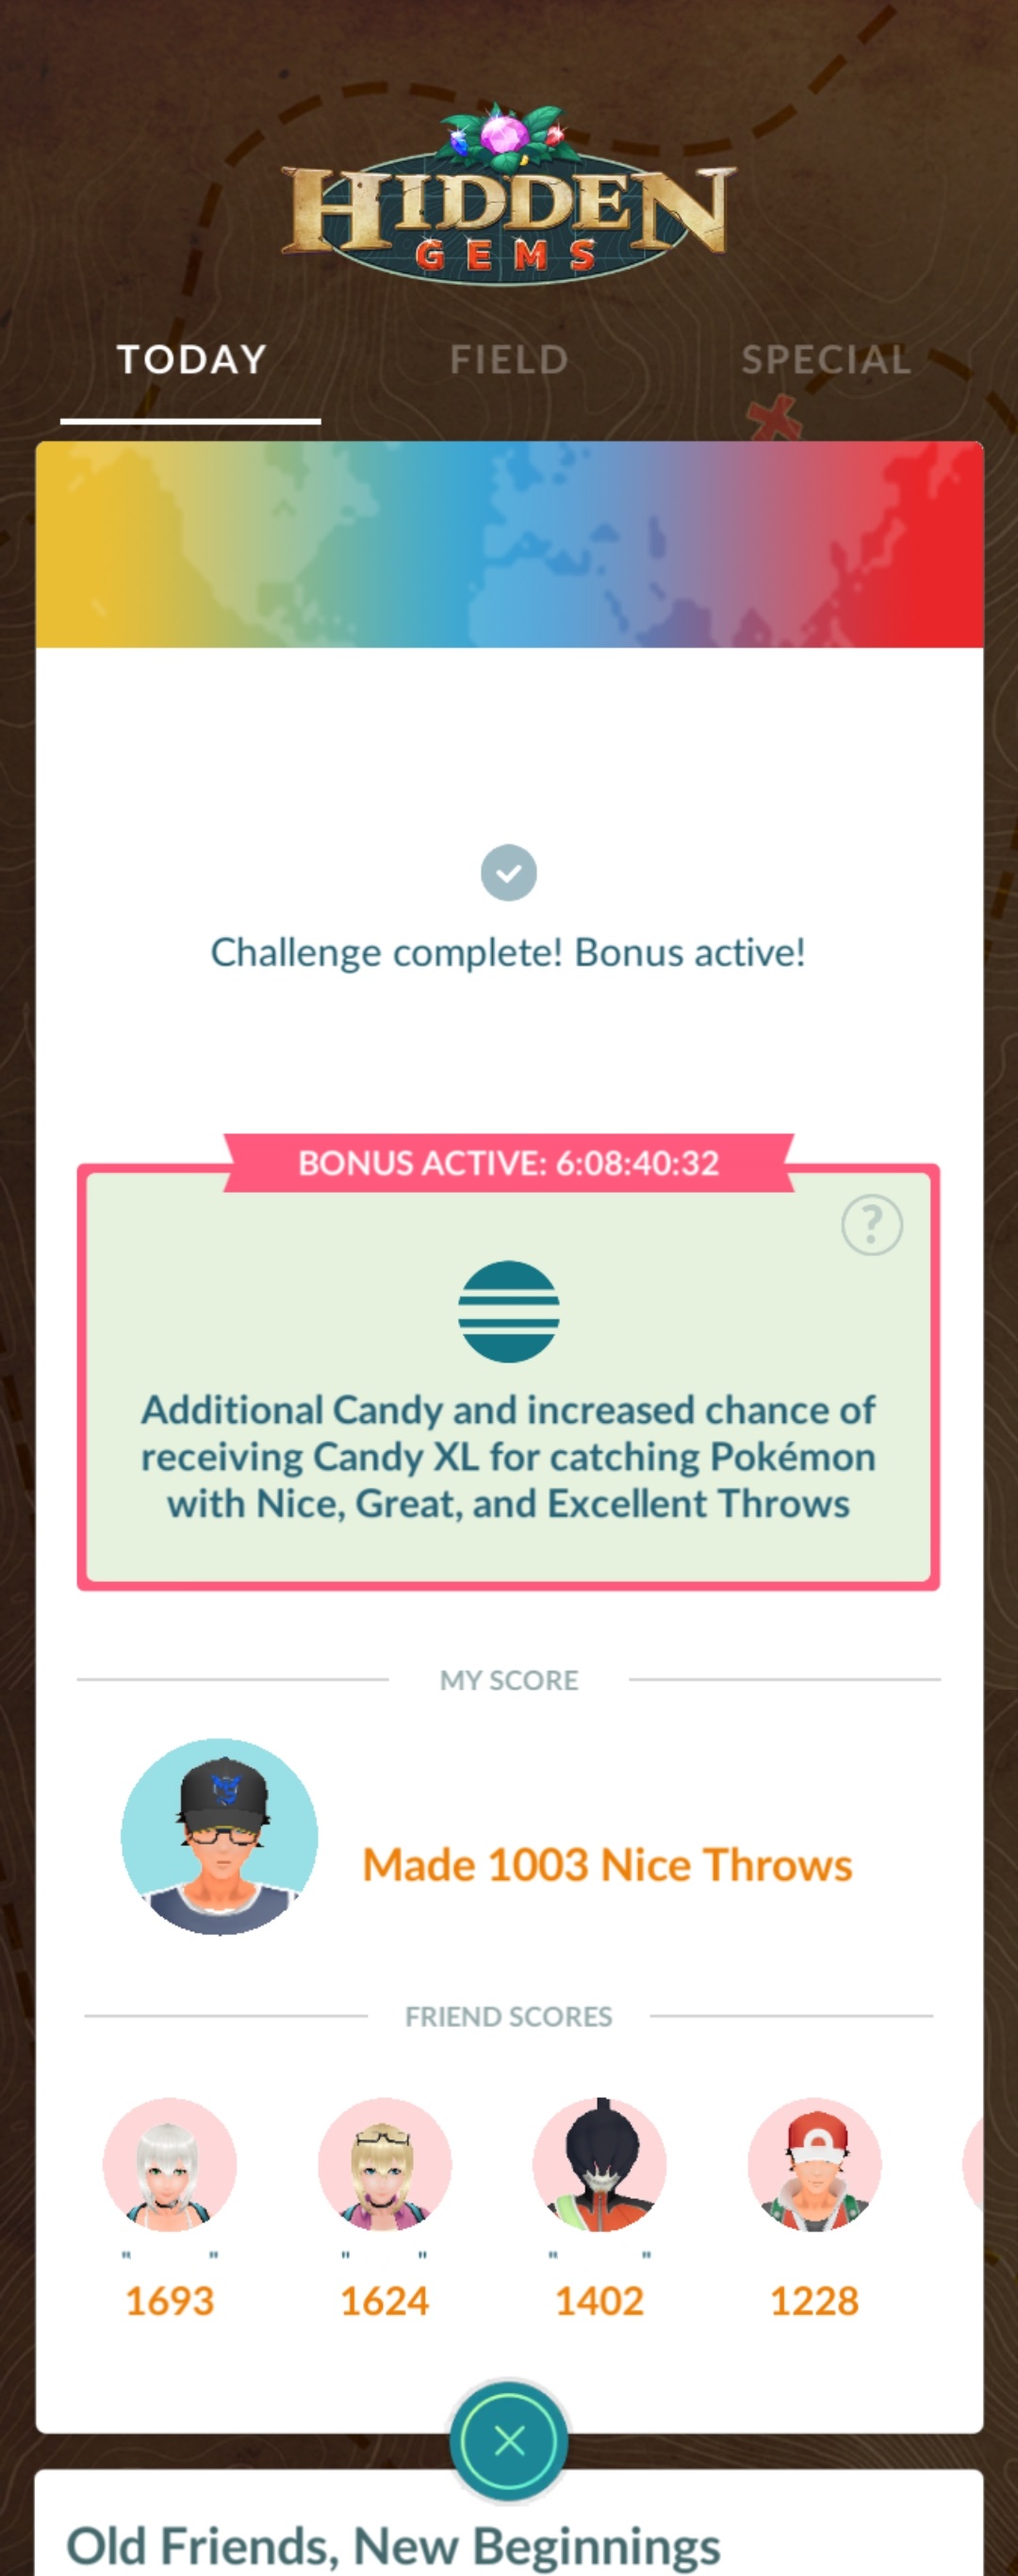 HIDDEN
GEMS
TODAY
FIELD
SPECIAL
Challenge complete! Bonus active!
BONUS ACTIVE: 6:08:40:32
?
Additional Candy and increased chance of
receiving Candy XL for catching Pokémon
with Nice, Great, and Excellent Throws
MY SCORE
Made 1003 Nice Throws
FRIEND SCORES
" "
" "
" "
1693
1624
1402
1228
Old Friends, New Beginnings